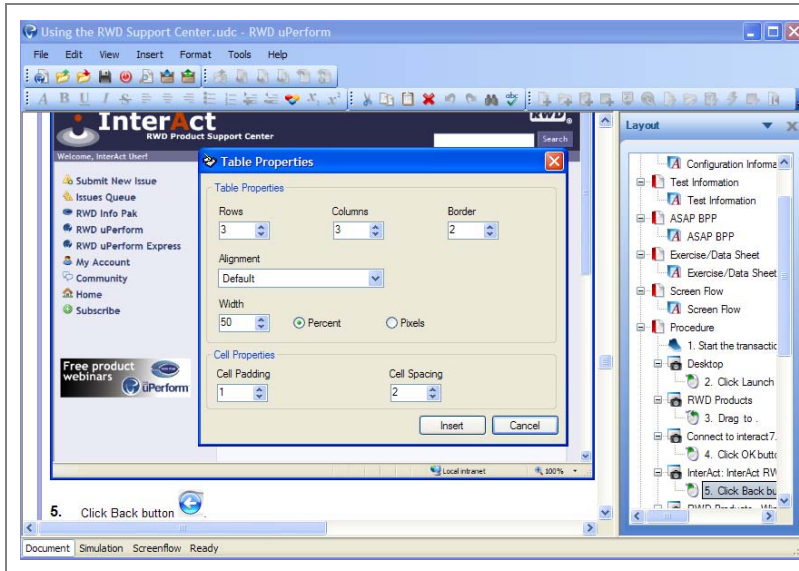 Using the RWD Support Center.udc - RWD uPerform
File Edit View Insert Format Tools Help
A B U I S X, x² abc
InterAct
RWD Product Support Center
RWD®
Search
Welcome, InterAct User!
Submit New Issue
Issues Queue
RWD Info Pak
RWD uPerform
RWD uPerform Express
My Account
Community
Home
Subscribe
Free product
webinars
uPerform
Table Properties
Table Properties
Rows Columns Border
3 3 2
Alignment
Default
Width
50 Percent Pixels
Cell Properties
Cell Padding Cell Spacing
1 2
Insert Cancel
Local intranet 100%
5. Click Back button
Document Simulation Screenflow Ready
Layout
Configuration Informa
Test Information
Test Information
ASAP BPP
ASAP BPP
Exercise/Data Sheet
Exercise/Data Sheet
Screen Flow
Screen Flow
Procedure
1. Start the transactic
Desktop
2. Click Launch
RWD Products
3. Drag to .
Connect to interact7.
4. Click OK butto
InterAct: InterAct RW
5. Click Back bu